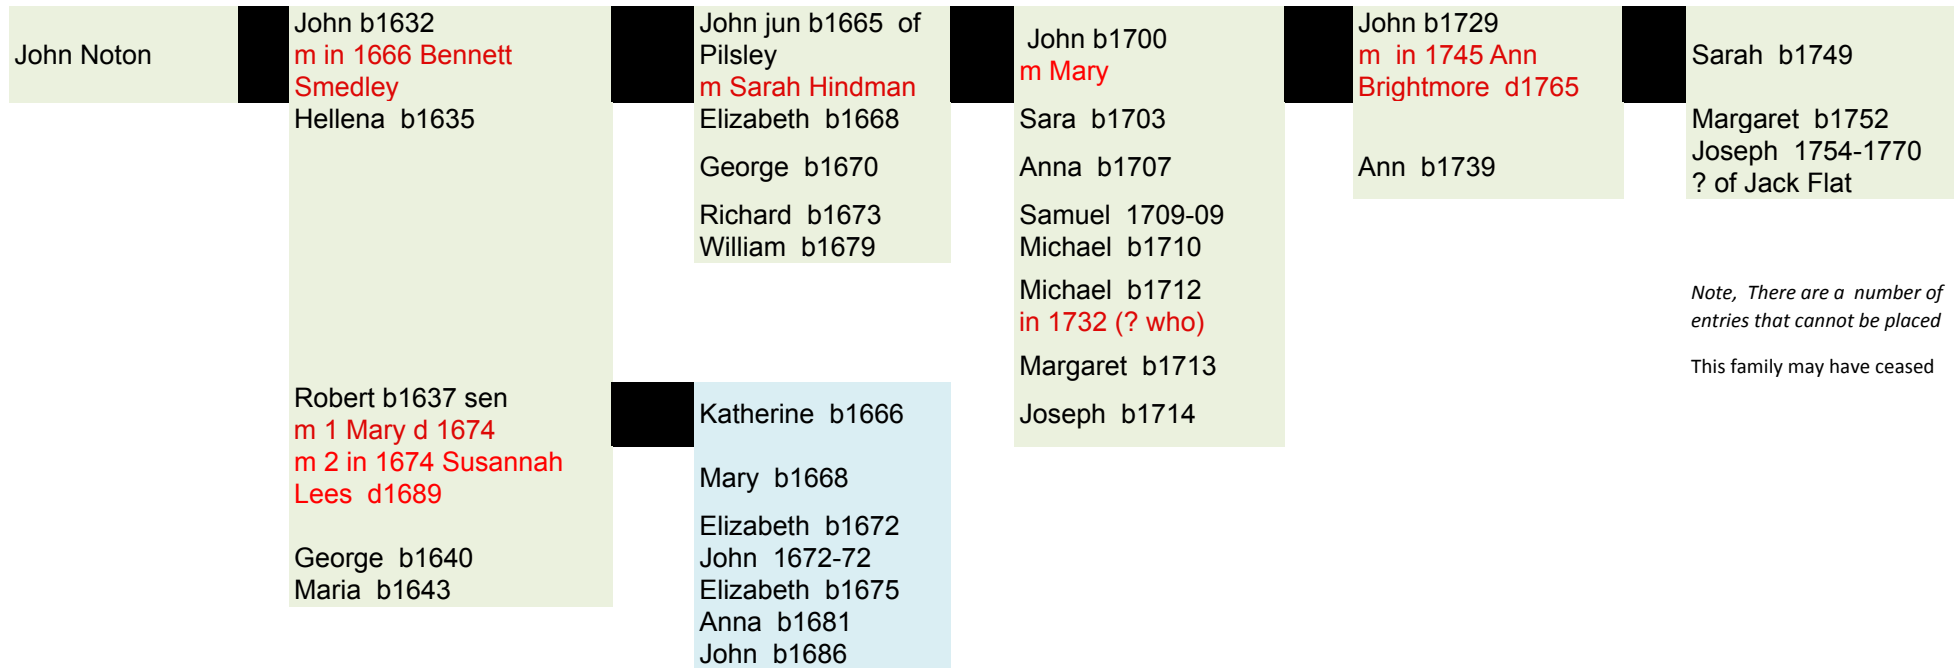 John Noton
John b1632
m in 1666 Bennett
Smedley
Hellena b1635
Robert b1637 sen
m 1 Mary d 1674
m 2 in 1674 Susannah
Lees d1689
George b1640
Maria b1643
John jun b1665 of
Pilsley
m Sarah Hindman
Elizabeth b1668
George b1670
Richard b1673
William b1679
Katherine b1666
Mary b1668
Elizabeth b1672
John 1672-72
Elizabeth b1675
Anna b1681
John b1686
John b1700
m Mary
Sara b1703
Anna b1707
Samuel 1709-09
Michael b1710
Michael b1712
in 1732 (? who)
Margaret b1713
Joseph b1714
John b1729
m in 1745 Ann
Brightmore d1765
Ann b1739
Sarah b1749
Margaret b1752
Joseph 1754-1770
? of Jack Flat
Note, There are a number of
entries that cannot be placed
This family may have ceased